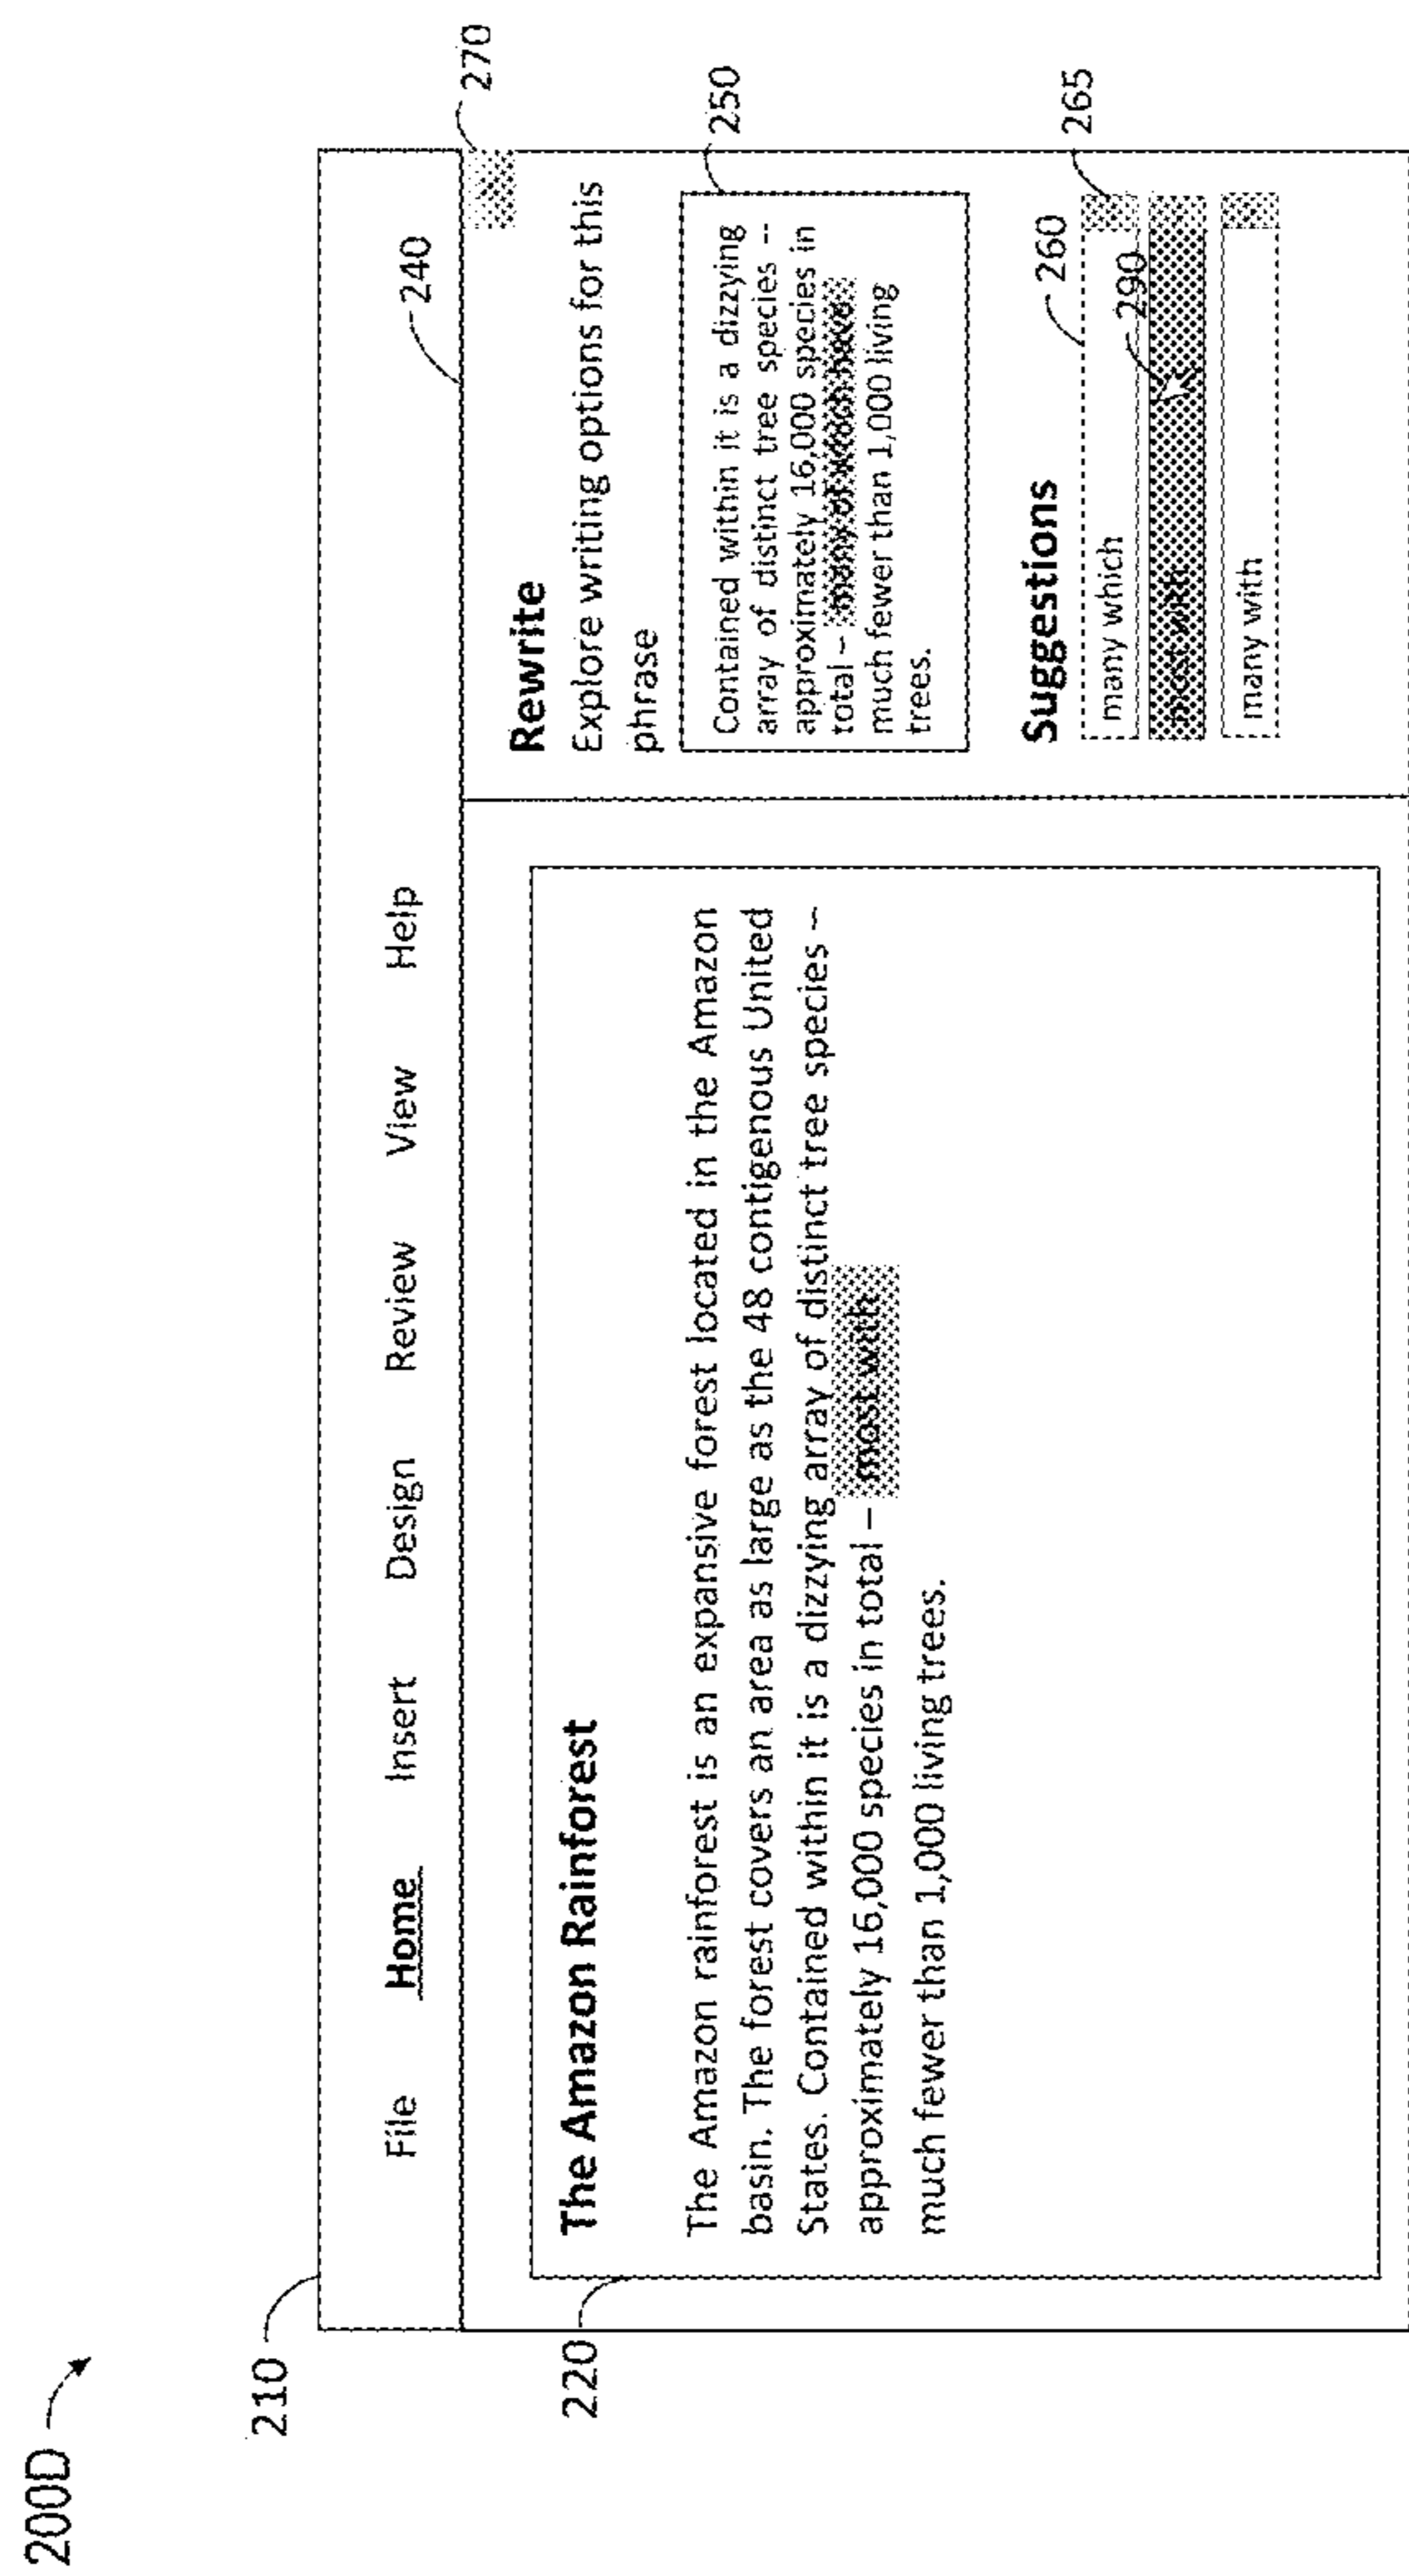 200D
210
File Home Insert Design Review View Help
240
270
220
The Amazon Rainforest
The Amazon rainforest is an expansive forest located in the Amazon
basin. The forest covers an area as large as the 48 contigenous United
States. Contained within it is a dizzying array of distinct tree species –
approximately 16,000 species in total – most with
much fewer than 1,000 living trees.
Rewrite
Explore writing options for this
phrase
250
Contained within it is a dizzying
array of distinct tree species --
approximately 16,000 species in
total – many of which have
much fewer than 1,000 living
trees.
Suggestions
260
265
many which
290
most with
many with